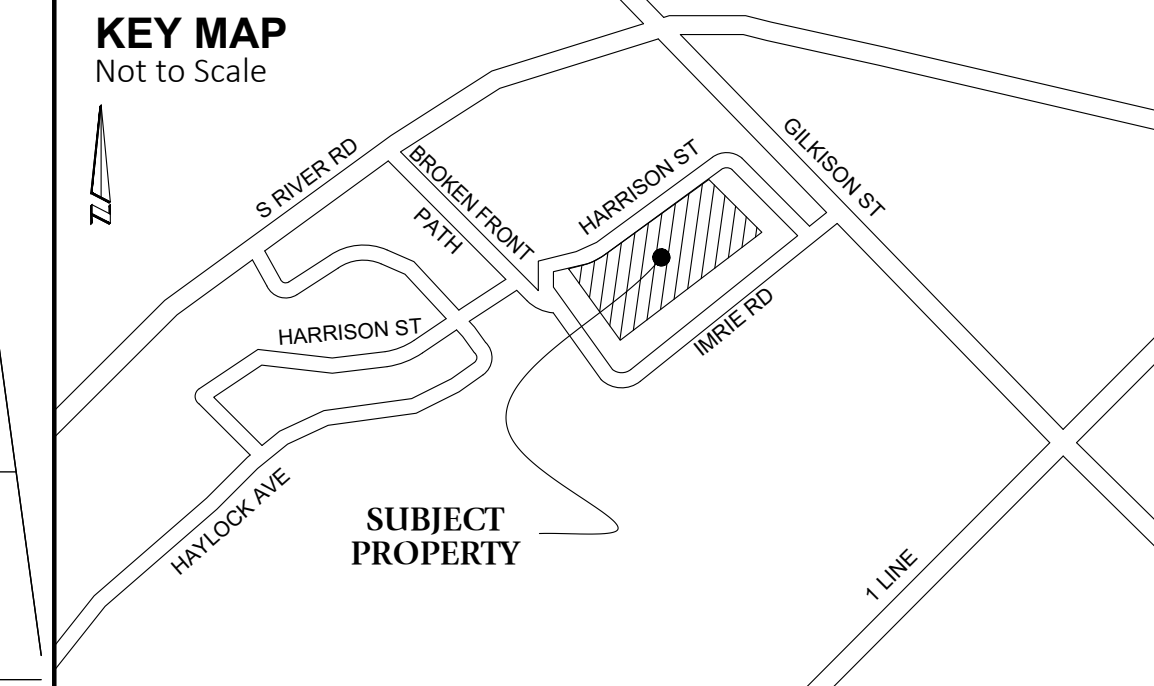 KEY MAP
Not to Scale
N
S RIVER RD
BROKEN FRONT
PATH
HARRISON ST
GILKISON ST
HARRISON ST
IMRIE RD
HAYLOCK AVE
SUBJECT
PROPERTY
1 LINE